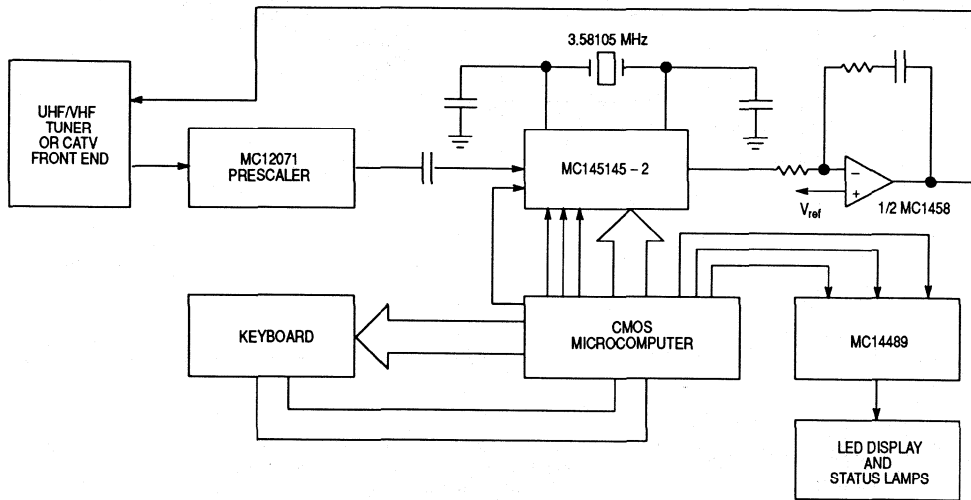 3.58105 MHz
UHF/VHF
TUNER
OR CATV
FRONT END
MC12071
PRESCALER
MC145145 – 2
–
+
Vref
1/2 MC1458
KEYBOARD
CMOS
MICROCOMPUTER
MC14489
LED DISPLAY
AND
STATUS LAMPS